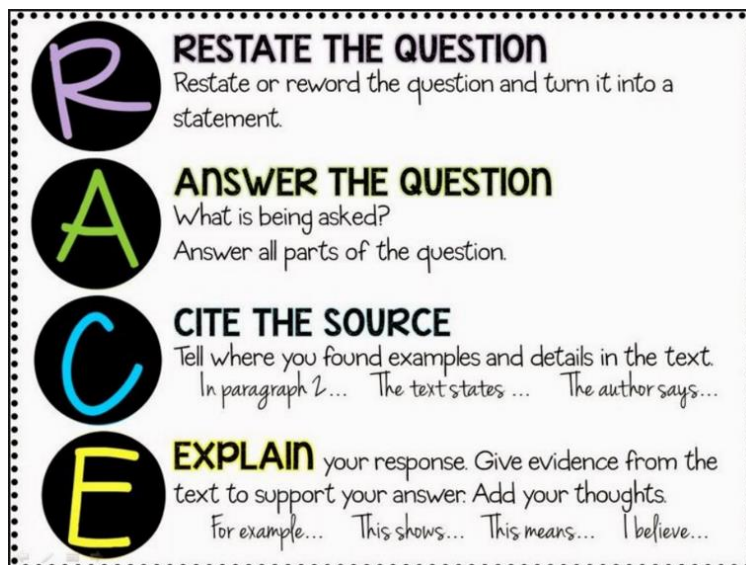 R
RESTATE THE QUESTION
Restate or reword the question and turn it into a
statement.
A
ANSWER THE QUESTION
What is being asked?
Answer all parts of the question.
C
CITE THE SOURCE
Tell where you found examples and details in the text.
In paragraph 2... The text states ... The author says...
E
EXPLAIN your response. Give evidence from the
text to support your answer. Add your thoughts.
For example... This shows... This means... I believe...